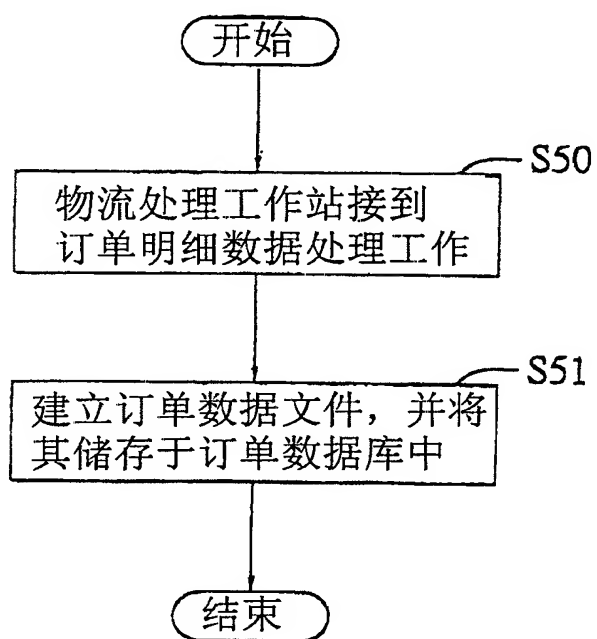 开始
S50
物流处理工作站接到
订单明细数据处理工作
S51
建立订单数据文件，并将
其储存于订单数据库中
结束